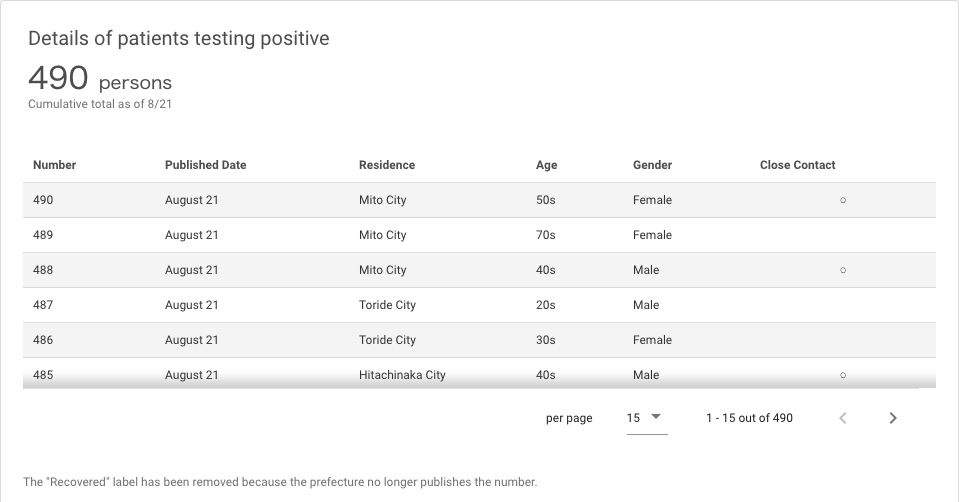 Details of patients testing positive
490 persons
Cumulative total as of 8/21
Number Published Date Residence Age Gender Close Contact
490 August 21 Mito City 50s Female ○
489 August 21 Mito City 70s Female
488 August 21 Mito City 40s Male ○
487 August 21 Toride City 20s Male
486 August 21 Toride City 30s Female
485 August 21 Hitachinaka City 40s Male ○
per page 15 1 - 15 out of 490
The "Recovered" label has been removed because the prefecture no longer publishes the number.